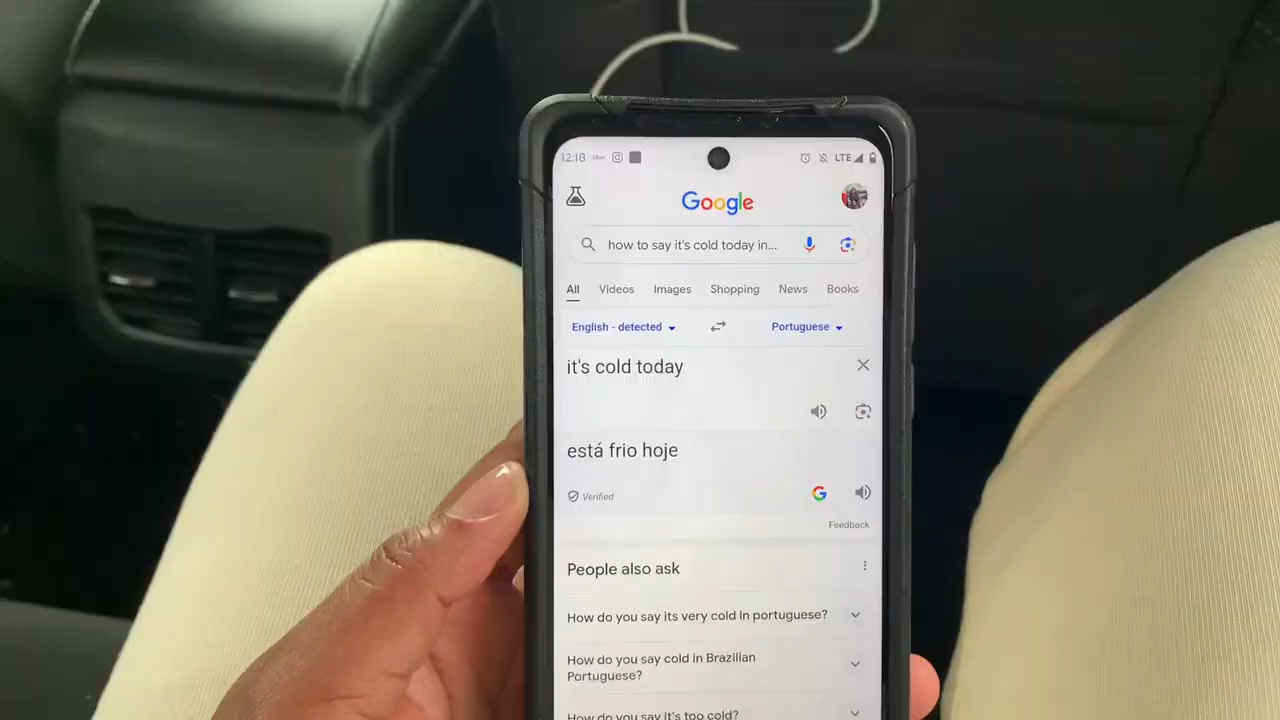 12:18 Uber LTE
Google
how to say it's cold today in...
All Videos Images Shopping News Books
English - detected Portuguese
it's cold today
está frio hoje
Verified G
Feedback
People also ask
How do you say its very cold in portuguese?
How do you say cold in Brazilian
Portuguese?
How do you say it's too cold?